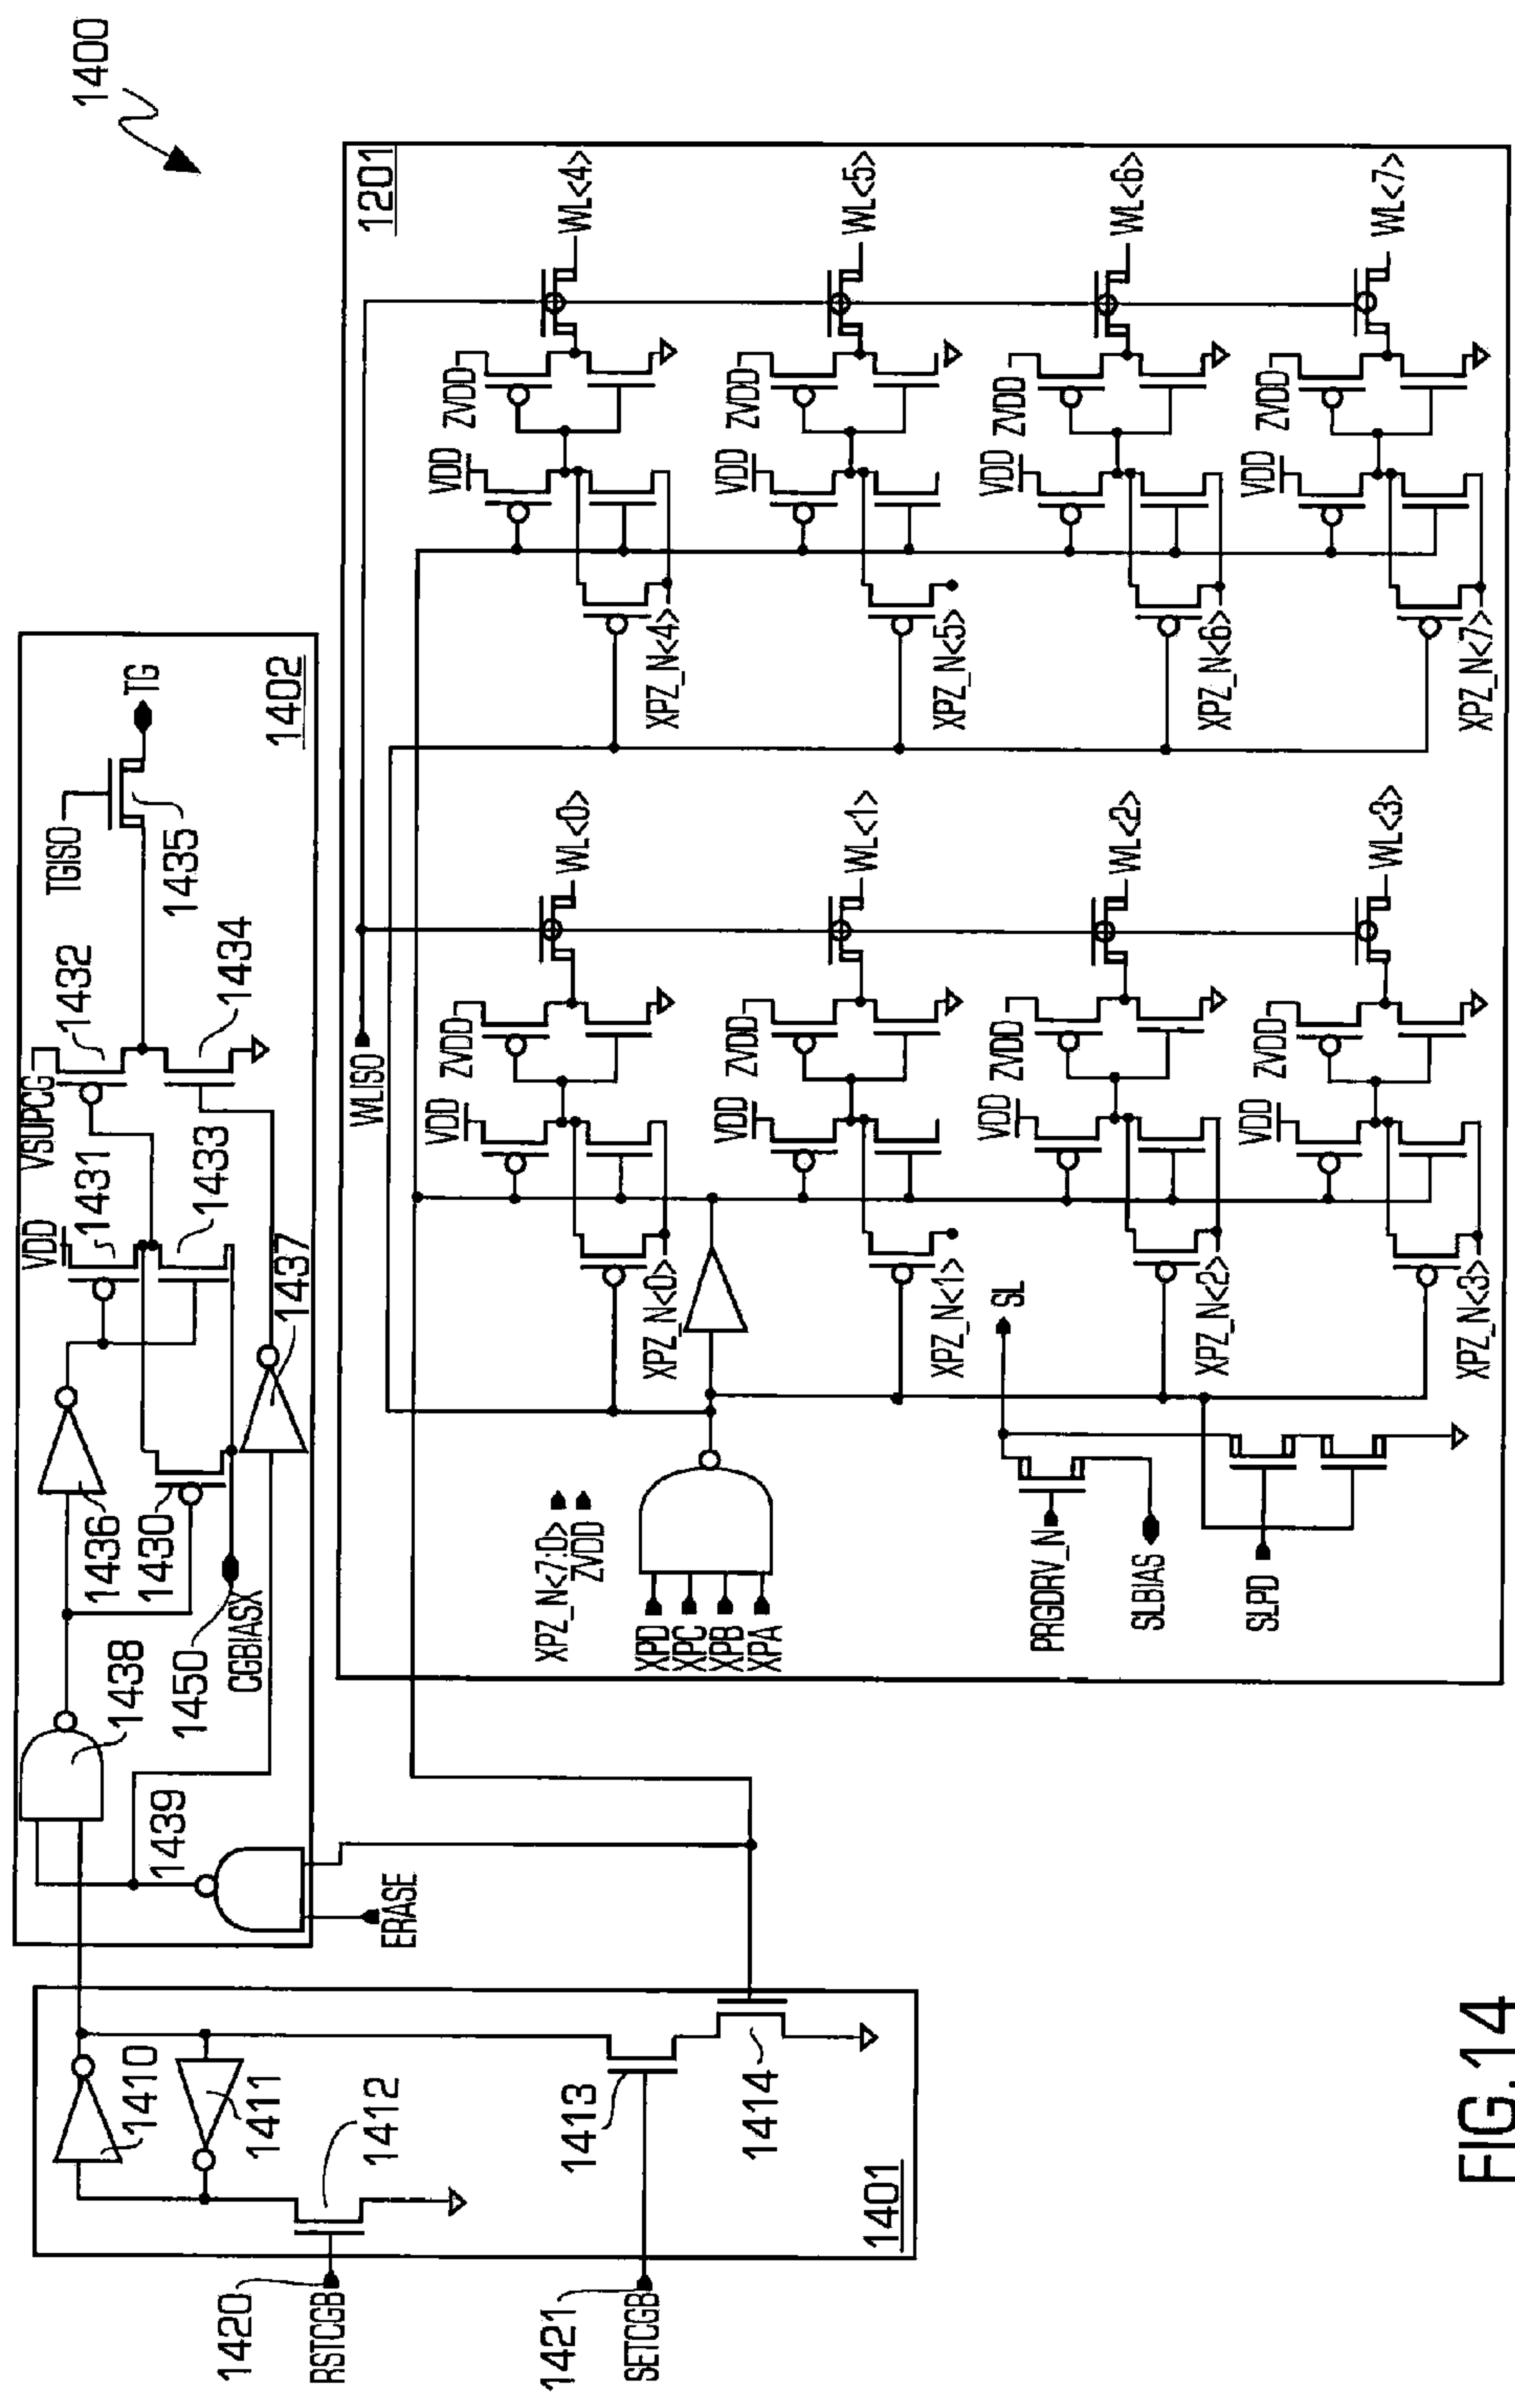 1400
1402
TG
TGISO
1435
1432
1434
VSUPCG
1431
1433
VDD
1437
1436
1430
1450
CGBIASX
1438
1439
ERASE
1410
1411
1412
1413
1414
1401
1420
RSTCGB
1421
SETCGB
1201
WLISO
VDD
ZVDD
WL<4>
XPZ_N<4>
VDD
ZVDD
WL<5>
XPZ_N<5>
VDD
ZVDD
WL<6>
XPZ_N<6>
VDD
ZVDD
WL<7>
XPZ_N<7>
VDD
ZVDD
WL<0>
XPZ_N<0>
VDD
ZVDD
WL<1>
XPZ_N<1>
VDD
ZVDD
WL<2>
XPZ_N<2>
VDD
ZVDD
WL<3>
XPZ_N<3>
XPZ_N<7:0>
ZVDD
XPD
XPC
XPB
XPA
SL
PRGDRV_N
SLBIAS
SLPD
FIG.14